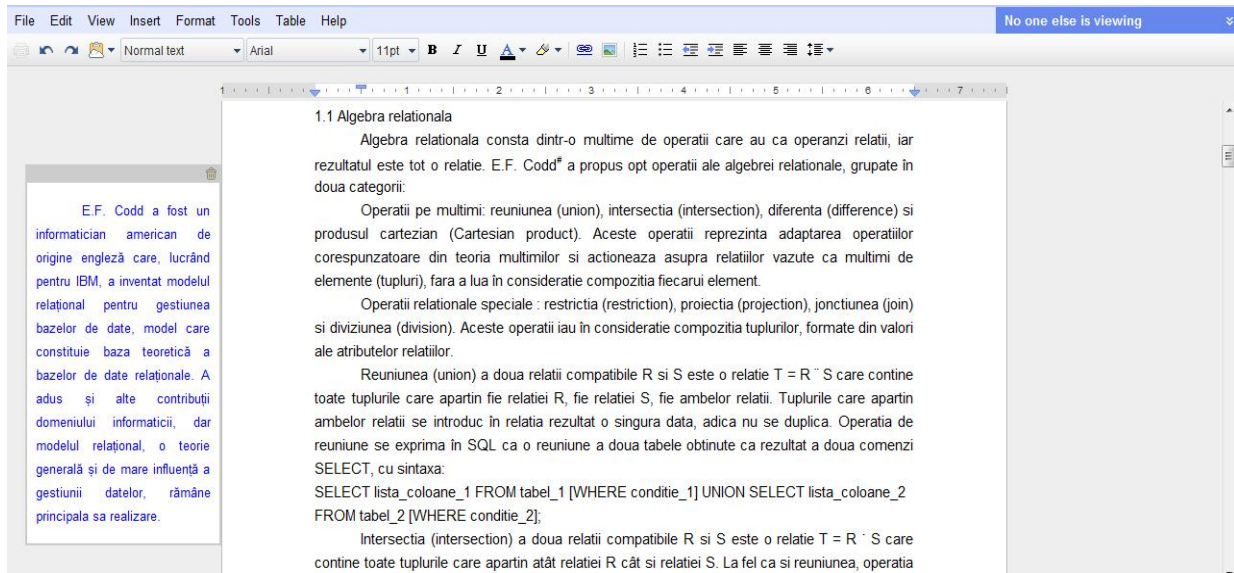 File Edit View Insert Format Tools Table Help
No one else is viewing
Normal text Arial 11pt B I U A
1 1 2 3 4 5 6 7
1.1 Algebra relationala
Algebra relationala consta dintr-o multime de operatii care au ca operanzi relatii, iar
rezultatul este tot o relatie. E.F. Codd# a propus opt operatii ale algebrei relationale, grupate în
doua categorii:
Operatii pe multimi: reuniunea (union), intersectia (intersection), diferenta (difference) si
produsul cartezian (Cartesian product). Aceste operatii reprezinta adaptarea operatiilor
corespunzatoare din teoria multimilor si actioneaza asupra relatiilor vazute ca multimi de
elemente (tupluri), fara a lua în consideratie compozitia fiecarui element.
Operatii relationale speciale : restrictia (restriction), proiectia (projection), jonctiunea (join)
si diviziunea (division). Aceste operatii iau în consideratie compozitia tuplurilor, formate din valori
ale atributelor relatiilor.
Reuniunea (union) a doua relatii compatibile R si S este o relatie T = R ¨ S care contine
toate tuplurile care apartin fie relatiei R, fie relatiei S, fie ambelor relatii. Tuplurile care apartin
ambelor relatii se introduc în relatia rezultat o singura data, adica nu se duplica. Operatia de
reuniune se exprima în SQL ca o reuniune a doua tabele obtinute ca rezultat a doua comenzi
SELECT, cu sintaxa:
SELECT lista_coloane_1 FROM tabel_1 [WHERE conditie_1] UNION SELECT lista_coloane_2
FROM tabel_2 [WHERE conditie_2];
Intersectia (intersection) a doua relatii compatibile R si S este o relatie T = R ˙ S care
contine toate tuplurile care apartin atât relatiei R cât si relatiei S. La fel ca si reuniunea, operatia
E.F. Codd a fost un
informatician american de
origine engleză care, lucrând
pentru IBM, a inventat modelul
relațional pentru gestiunea
bazelor de date, model care
constituie baza teoretică a
bazelor de date relaționale. A
adus și alte contribuții
domeniului informaticii, dar
modelul relațional, o teorie
generală și de mare influență a
gestiunii datelor, rămâne
principala sa realizare.